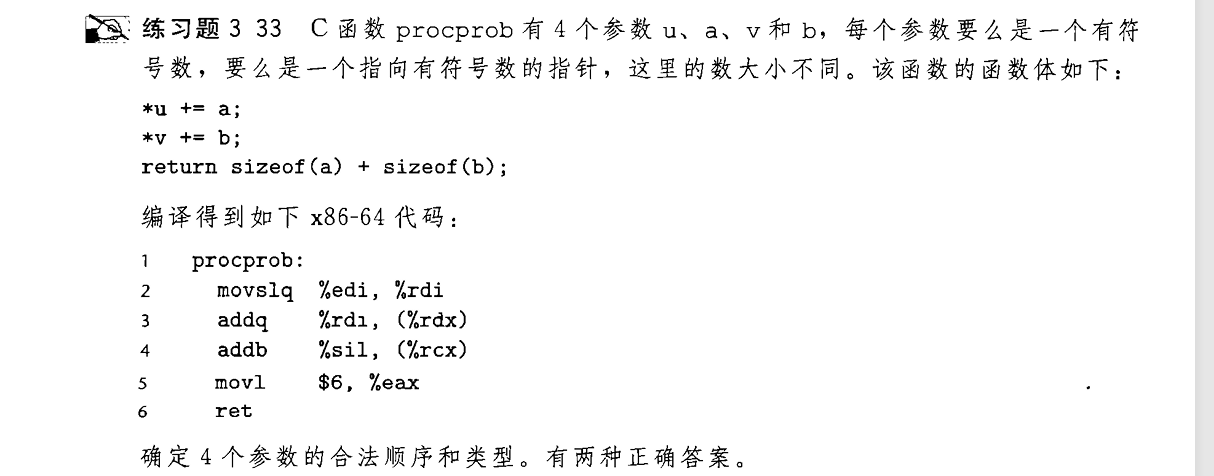 练习题 3 33 C 函数 procprob 有 4 个参数 u、a、v 和 b，每个参数要么是一个有符
号数，要么是一个指向有符号数的指针，这里的数大小不同。该函数的函数体如下：
*u += a;
*v += b;
return sizeof(a) + sizeof(b);
编译得到如下 x86-64 代码：
1 procprob:
2 movslq %edi, %rdi
3 addq %rdi, (%rdx)
4 addb %sil, (%rcx)
5 movl $6, %eax
6 ret
确定 4 个参数的合法顺序和类型。有两种正确答案。